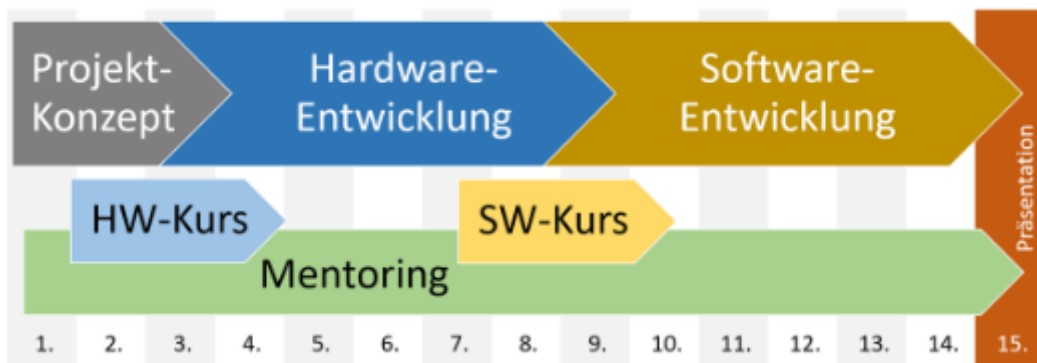 Projekt-
Konzept
Hardware-
Entwicklung
Software-
Entwicklung
HW-Kurs
SW-Kurs
Mentoring
Präsentation
1. 2. 3. 4. 5. 6. 7. 8. 9. 10. 11. 12. 13. 14. 15.